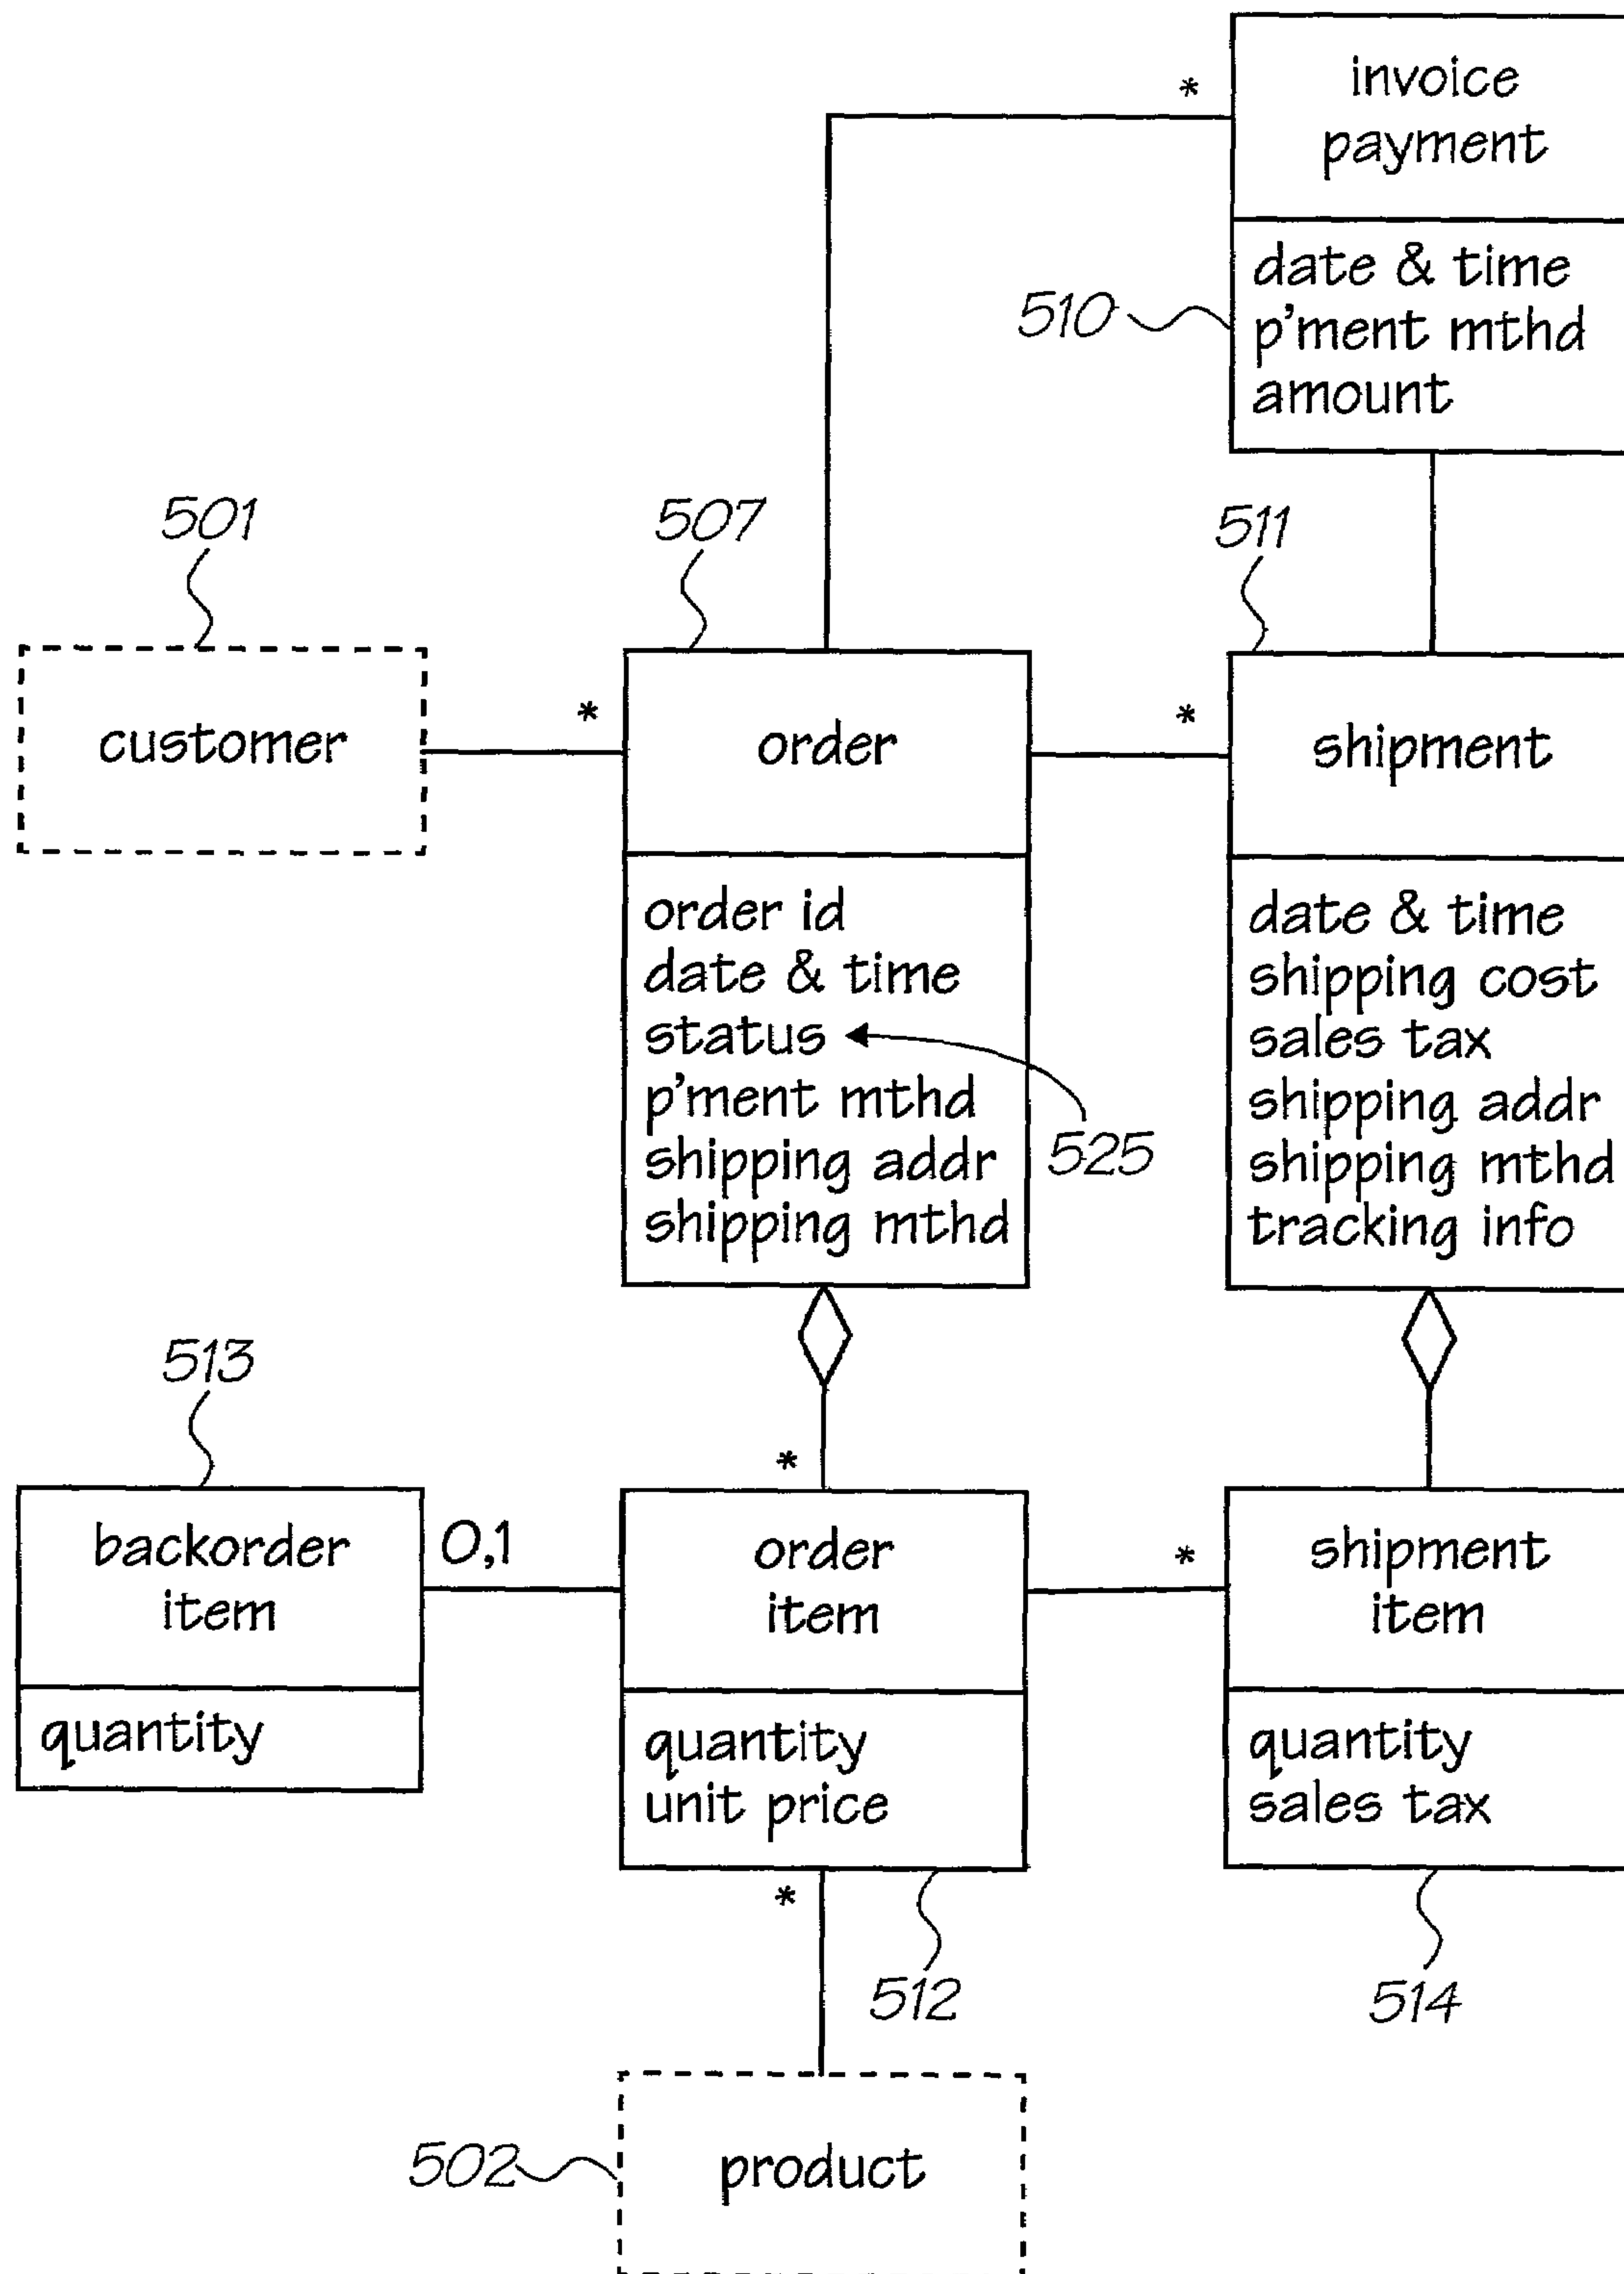 *
invoice
payment
510
date & time
p'ment mthd
amount
501
507
511
customer
*
order
*
shipment
order id
date & time
status
p'ment mthd
shipping addr
shipping mthd
525
date & time
shipping cost
sales tax
shipping addr
shipping mthd
tracking info
513
*
backorder
item
0,1
quantity
order
item
*
quantity
unit price
shipment
item
quantity
sales tax
*
512
514
502
product